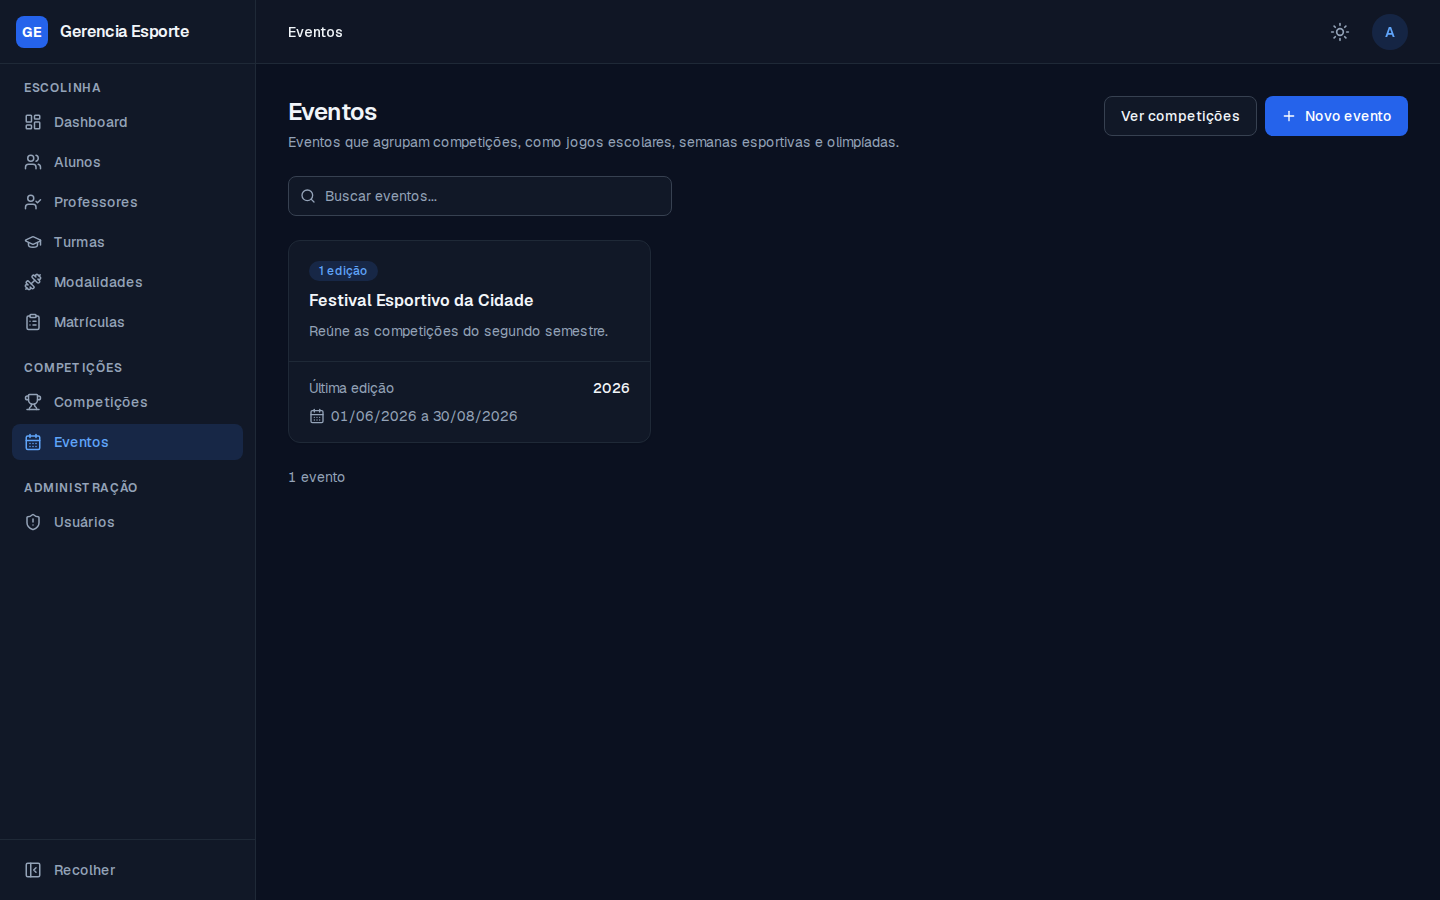 GE
Gerencia Esporte
Eventos
A
ESCOLINHA
Dashboard
Alunos
Professores
Turmas
Modalidades
Matrículas
COMPETIÇÕES
Competições
Eventos
ADMINISTRAÇÃO
Usuários
Recolher
Eventos
Eventos que agrupam competições, como jogos escolares, semanas esportivas e olimpíadas.
Ver competições
Novo evento
Buscar eventos...
1 edição
Festival Esportivo da Cidade
Reúne as competições do segundo semestre.
Última edição 2026
01/06/2026 a 30/08/2026
1 evento